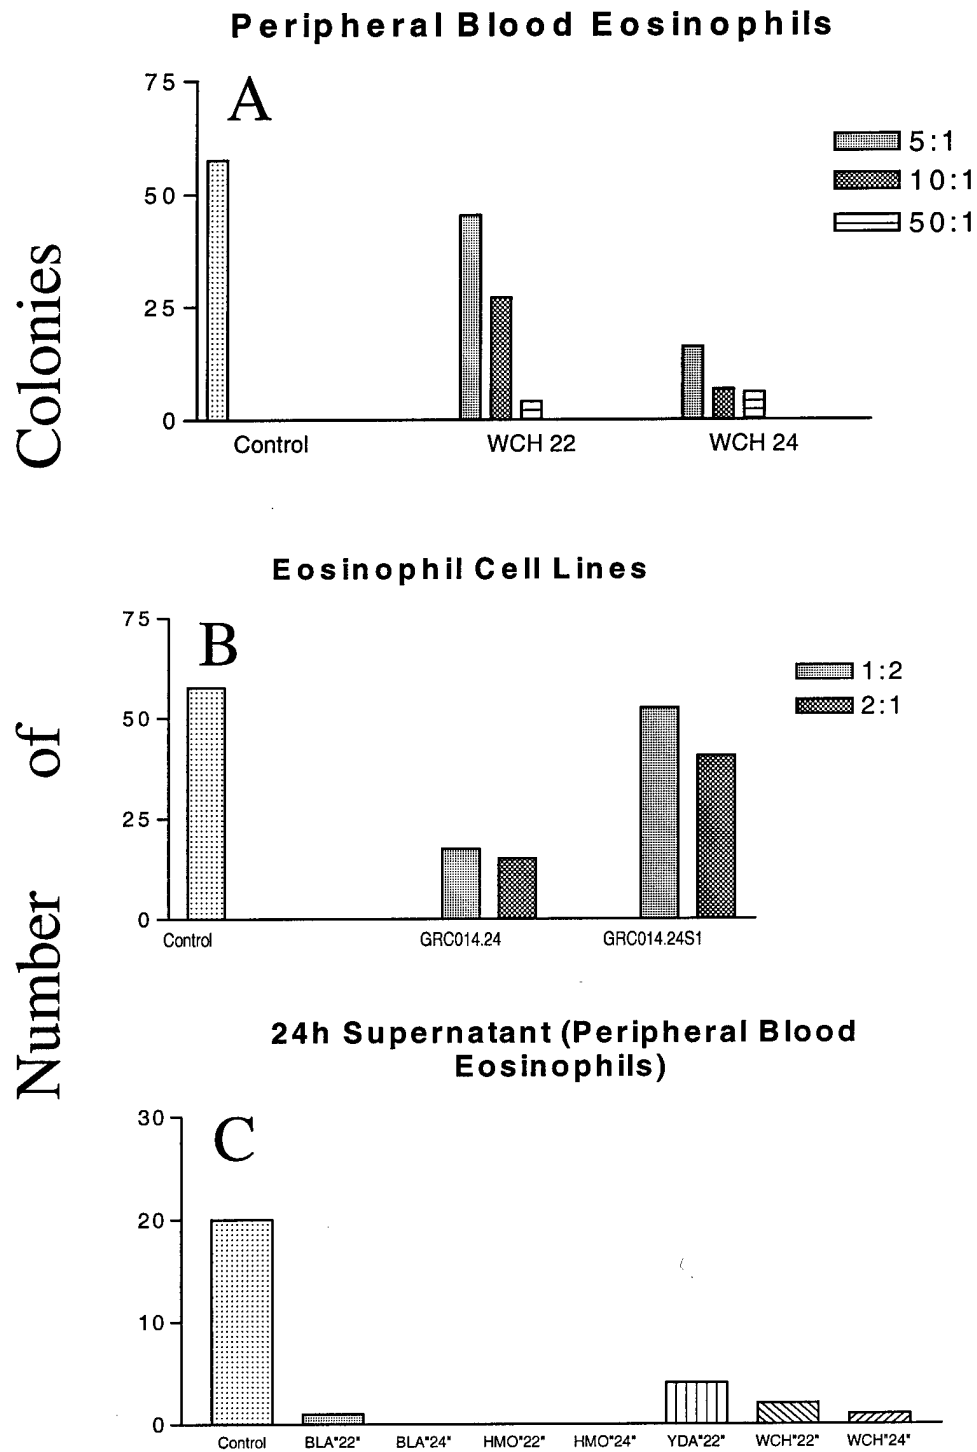 Peripheral Blood Eosinophils
A
75
50
25
0
5:1
10:1
50:1
Control
WCH 22
WCH 24
Number of Colonies
Eosinophil Cell Lines
B
75
50
25
0
1:2
2:1
Control
GRC014.24
GRC014.24S1
24h Supernatant (Peripheral Blood
Eosinophils)
C
30
20
10
0
Control
BLA"22"
BLA"24"
HMO"22"
HMO"24"
YDA"22"
WCH"22"
WCH"24"